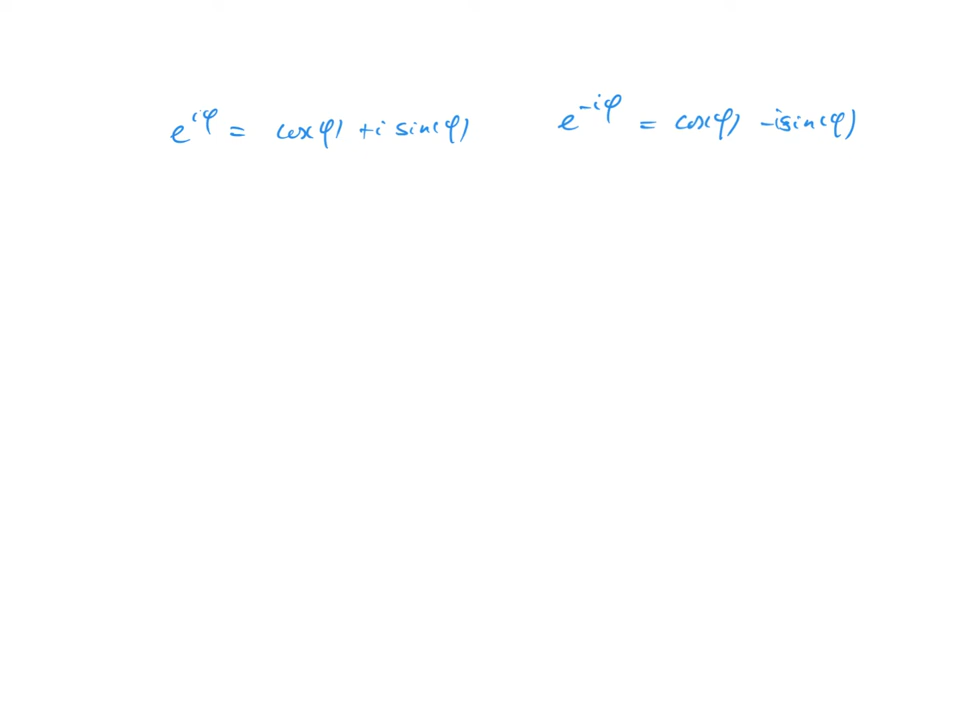 e^{iφ} = cos(φ) + i sin(φ) e^{-iφ} = cos(φ) - i sin(φ)